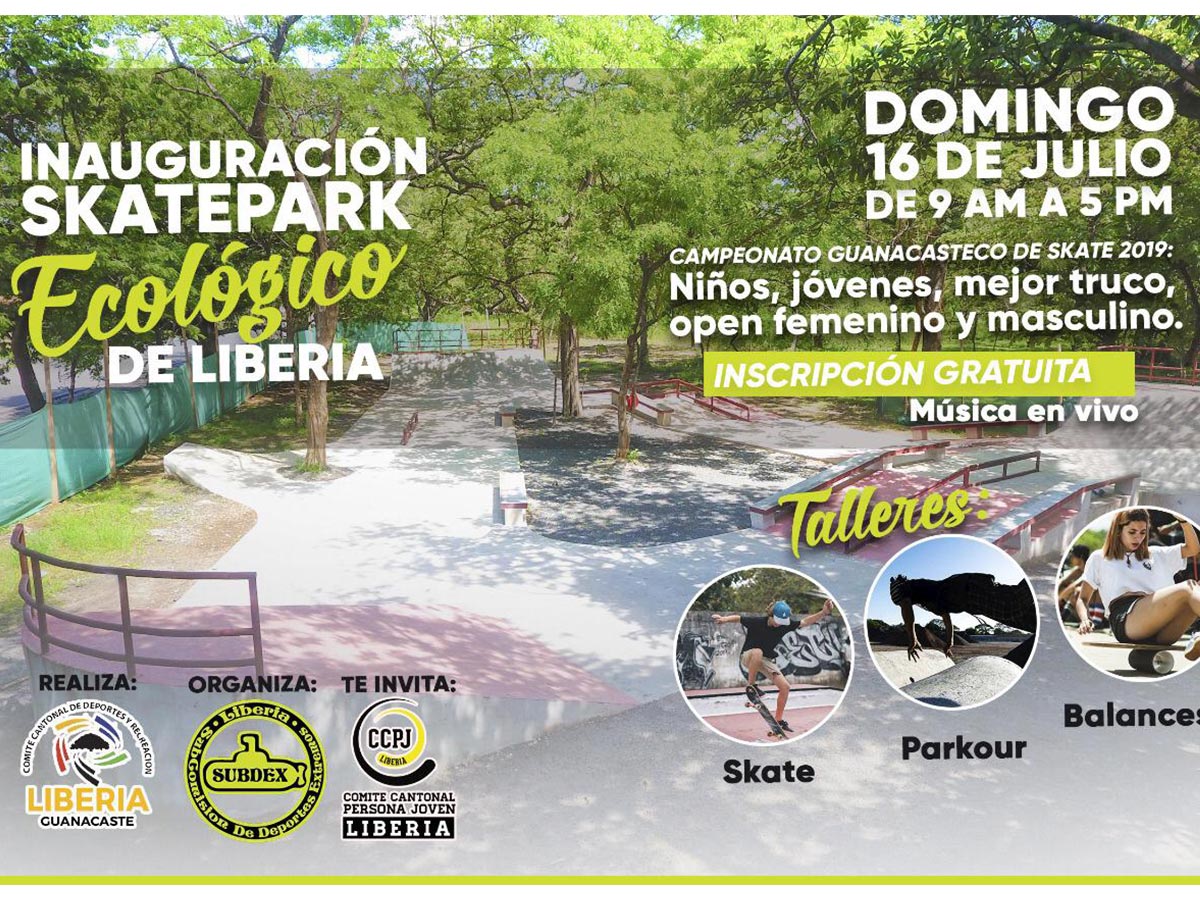 INAUGURACIÓN
SKATEPARK
Ecológico
DE LIBERIA
DOMINGO
16 DE JULIO
DE 9 AM A 5 PM
CAMPEONATO GUANACASTECO DE SKATE 2019:
Niños, jóvenes, mejor truco,
open femenino y masculino.
INSCRIPCIÓN GRATUITA
Música en vivo
Talleres:
Skate
Parkour
Balances
REALIZA:
COMITE CANTONAL DE DEPORTES Y RECREACION
LIBERIA
GUANACASTE
ORGANIZA:
Liberia
SUBDEX
Subcomision De Deportes Extremos
TE INVITA:
CCPJ
LIBERIA
COMITE CANTONAL
PERSONA JOVEN
LIBERIA